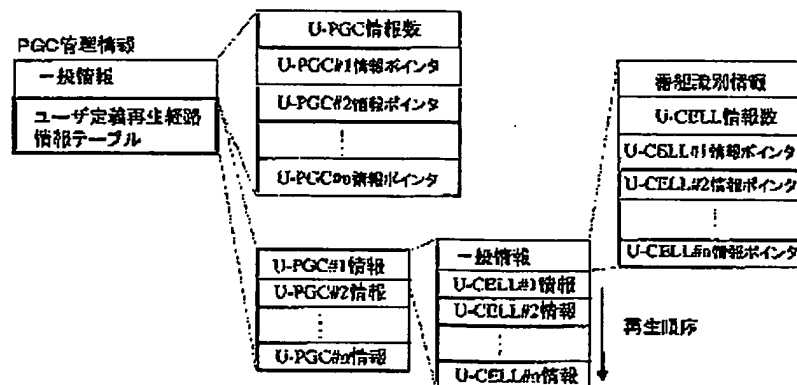 PGC管理情報
一般情報
ユーザ定義再生経路
情報テーブル
U-PGC情報数
U-PGC#1情報ポインタ
U-PGC#2情報ポインタ
⋮
U-PGC#n情報ポインタ
U-PGC#1情報
U-PGC#2情報
⋮
U-PGC#n情報
一般情報
U-CELL#1情報
U-CELL#2情報
⋮
U-CELL#n情報
番組識別情報
U-CELL情報数
U-CELL#1情報ポインタ
U-CELL#2情報ポインタ
⋮
U-CELL#n情報ポインタ
再生順序